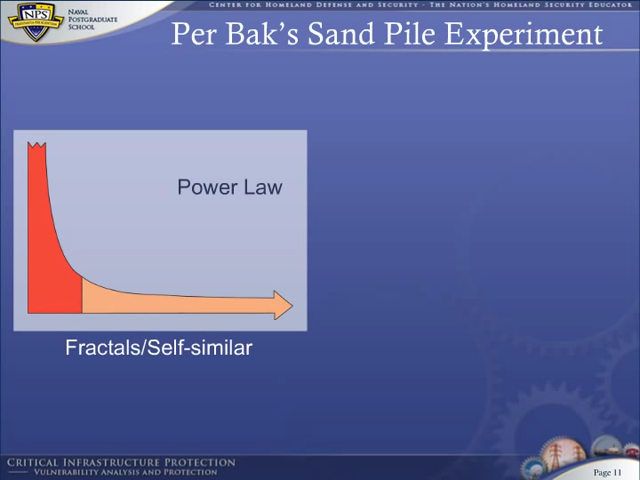 Center for Homeland Defense and Security · The Nation's Homeland Security Educator
NPS
Naval
Postgraduate
School
Per Bak's Sand Pile Experiment
Power Law
Fractals/Self-similar
Critical Infrastructure Protection
Vulnerability Analysis and Protection
Page 11